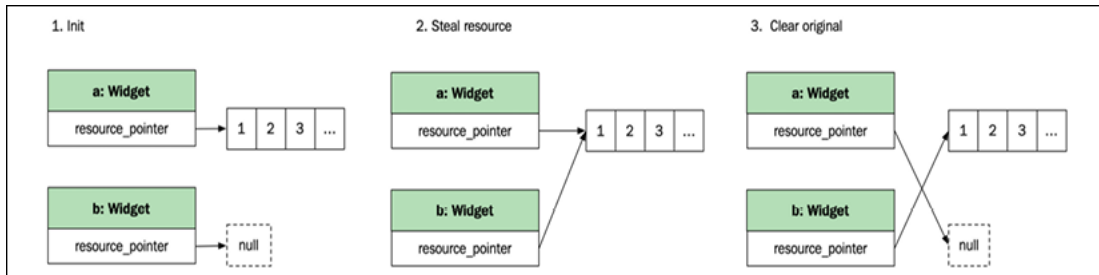 1. Init
a: Widget
resource_pointer
1 2 3 ...
b: Widget
resource_pointer
null
2. Steal resource
a: Widget
resource_pointer
1 2 3 ...
b: Widget
resource_pointer
3. Clear original
a: Widget
resource_pointer
1 2 3 ...
b: Widget
resource_pointer
null